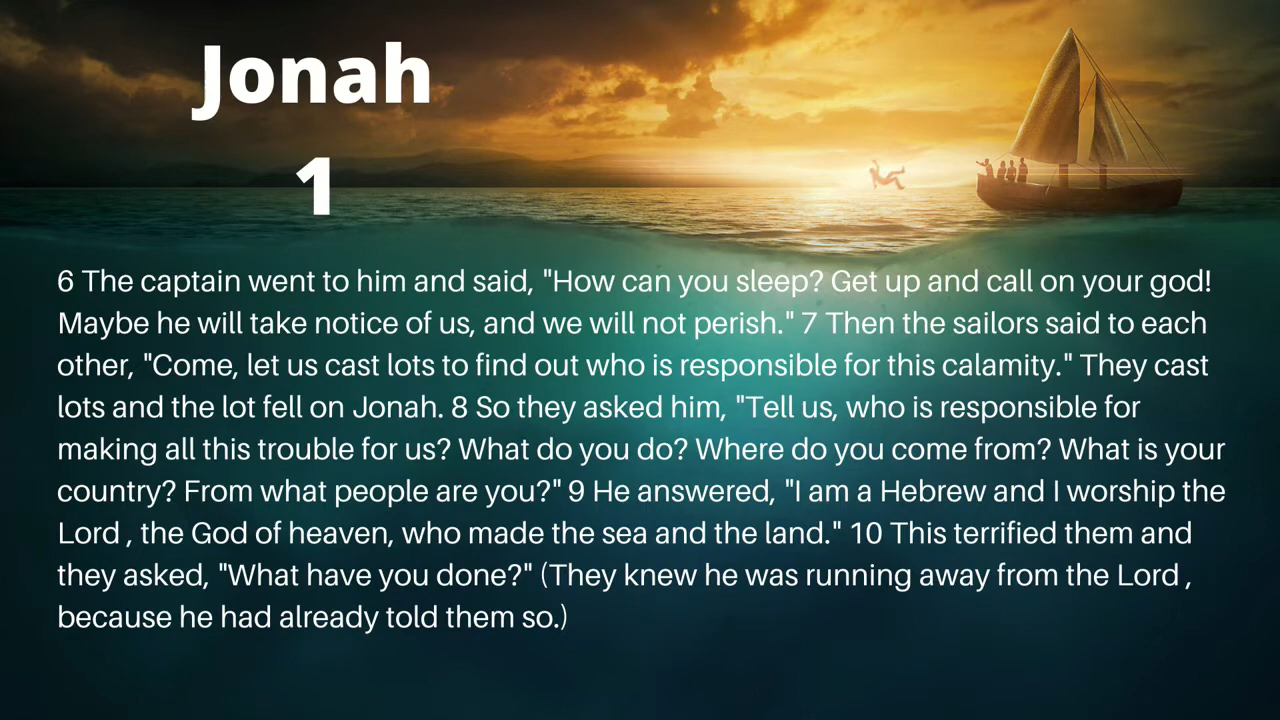 Jonah
1
6 The captain went to him and said, "How can you sleep? Get up and call on your god!
Maybe he will take notice of us, and we will not perish." 7 Then the sailors said to each
other, "Come, let us cast lots to find out who is responsible for this calamity." They cast
lots and the lot fell on Jonah. 8 So they asked him, "Tell us, who is responsible for
making all this trouble for us? What do you do? Where do you come from? What is your
country? From what people are you?" 9 He answered, "I am a Hebrew and I worship the
Lord , the God of heaven, who made the sea and the land." 10 This terrified them and
they asked, "What have you done?" (They knew he was running away from the Lord ,
because he had already told them so.)